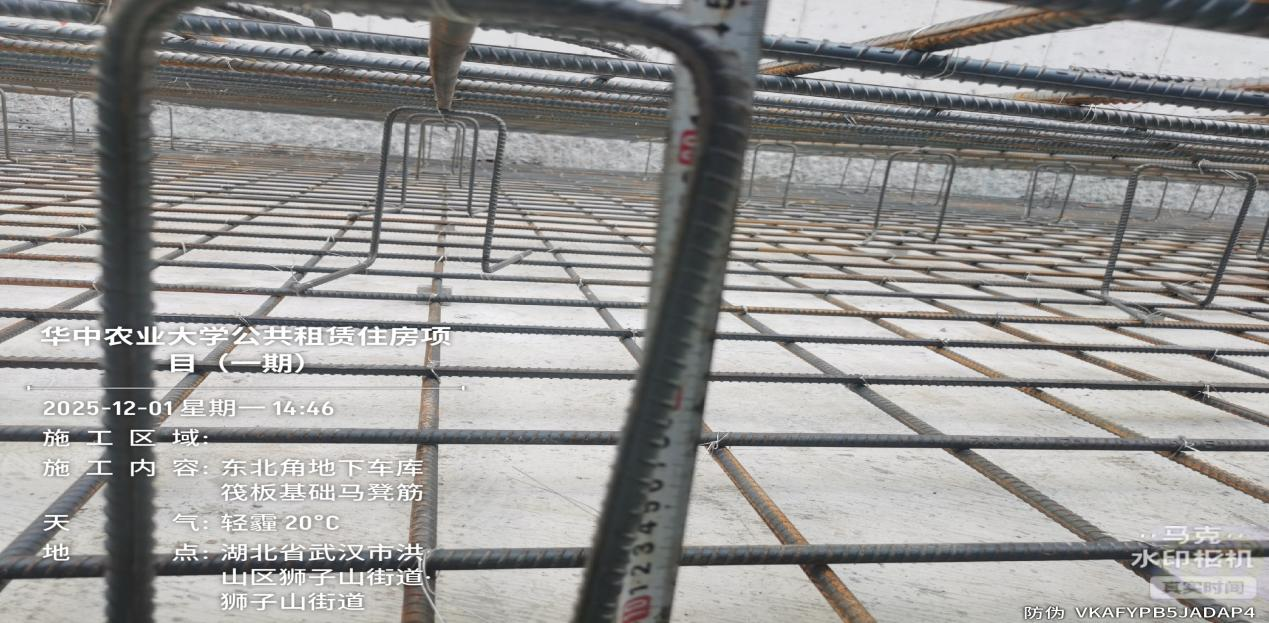 华中农业大学公共租赁住房项
目（一期）
2025-12-01 星期一 14:46
施工区域:
施工内容: 东北角地下车库
筏板基础马凳筋
天气: 轻霾 20°C
地点: 湖北省武汉市洪
山区狮子山街道·
狮子山街道
马克
水印相机
真实时间
防伪 VKAFYPB5JADAP4